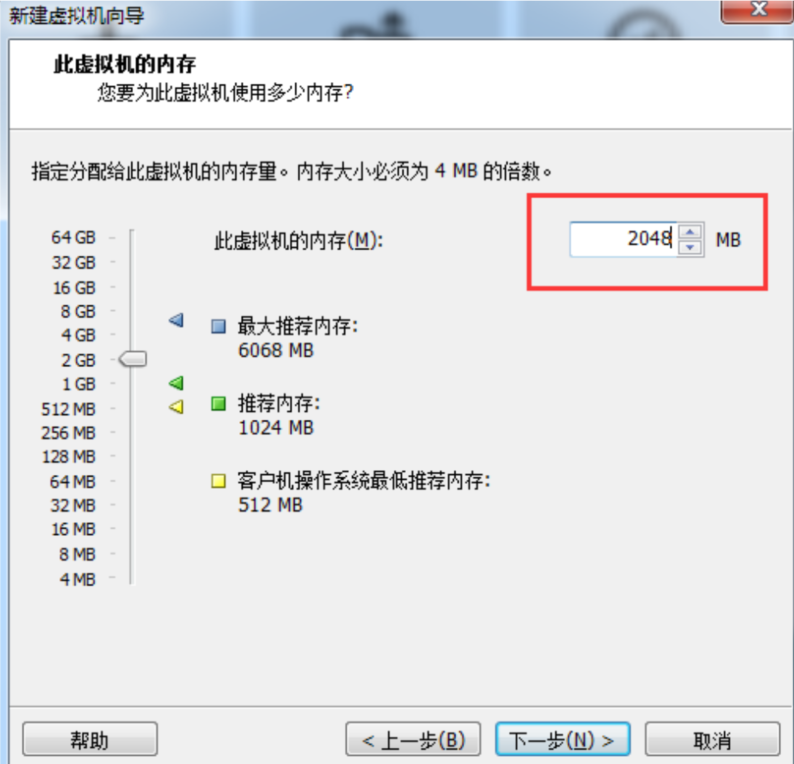 新建虚拟机向导
此虚拟机的内存
您要为此虚拟机使用多少内存?
指定分配给此虚拟机的内存量。内存大小必须为 4 MB 的倍数。
此虚拟机的内存(M): 2048 MB
64 GB
32 GB
16 GB
8 GB
4 GB
2 GB
1 GB
512 MB
256 MB
128 MB
64 MB
32 MB
16 MB
8 MB
4 MB
最大推荐内存:
6068 MB
推荐内存:
1024 MB
客户机操作系统最低推荐内存:
512 MB
帮助 < 上一步(B) 下一步(N) > 取消